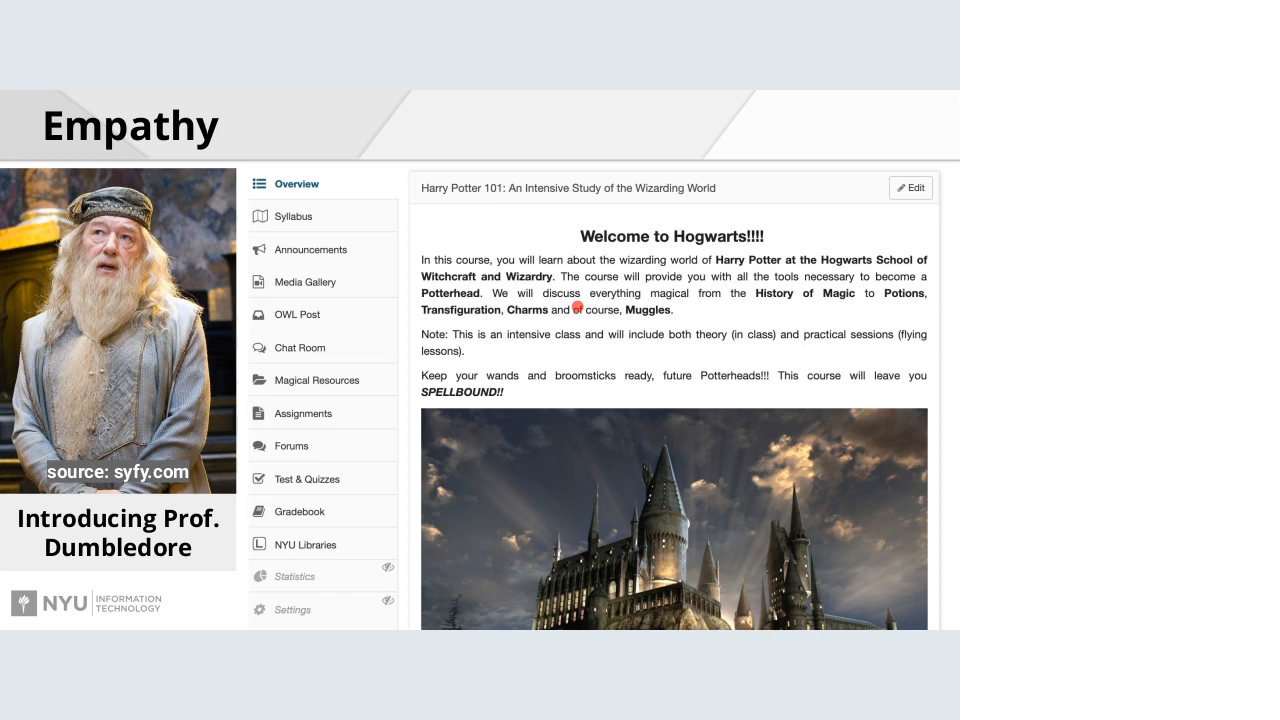 Empathy
source: syfy.com
Introducing Prof.
Dumbledore
NYU INFORMATION
TECHNOLOGY
Overview
Syllabus
Announcements
Media Gallery
OWL Post
Chat Room
Magical Resources
Assignments
Forums
Test & Quizzes
Gradebook
NYU Libraries
Statistics
Settings
Harry Potter 101: An Intensive Study of the Wizarding World
Edit
Welcome to Hogwarts!!!!
In this course, you will learn about the wizarding world of Harry Potter at the Hogwarts School of
Witchcraft and Wizardry. The course will provide you with all the tools necessary to become a
Potterhead. We will discuss everything magical from the History of Magic to Potions,
Transfiguration, Charms and of course, Muggles.
Note: This is an intensive class and will include both theory (in class) and practical sessions (flying
lessons).
Keep your wands and broomsticks ready, future Potterheads!!! This course will leave you
SPELLBOUND!!